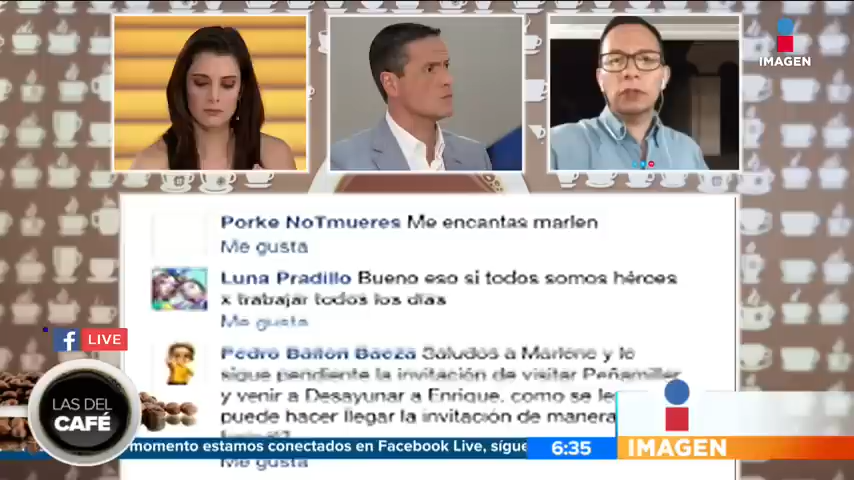 IMAGEN
Porke NoTmueres Me encantas marlen
Me gusta
Luna Pradillo Bueno eso si todos somos hérces
x trabajar todos los días
Me gusta
Pedro Bailon Baeza Saludos a Marlene y le
sigue pendiente la invitación de visitar Peñamiller
y venir a Desayunar a Enrique. como se le
puede hacer llegar la invitación de manera
Me gusta
f LIVE
LAS DEL
CAFÉ
momento estamos conectados en Facebook Live, sígue
6:35
IMAGEN